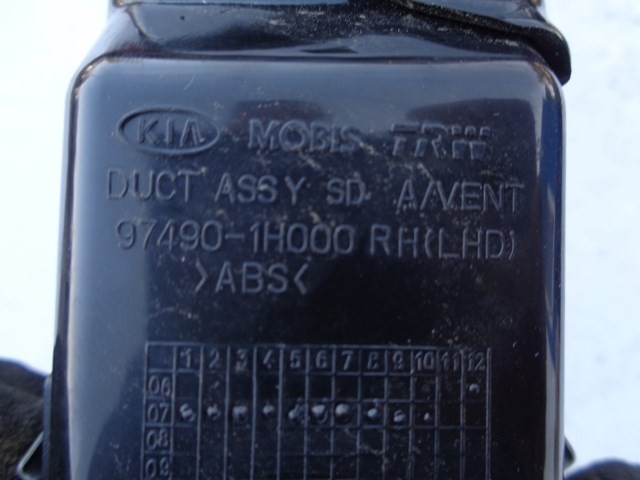 KIA MOBIS TRW
DUCT ASSY SD A/VENT
97490-1H000 RH(LHD)
>ABS<
1 2 3 4 5 6 7 8 9 10 11 12
06
07
08
09